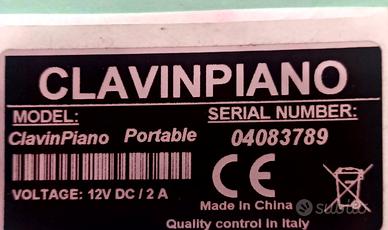 CLAVINPIANO
MODEL: SERIAL NUMBER:
ClavinPiano Portable 04083789
VOLTAGE: 12V DC / 2 A
CE
Made in China
Quality control in Italy
subito